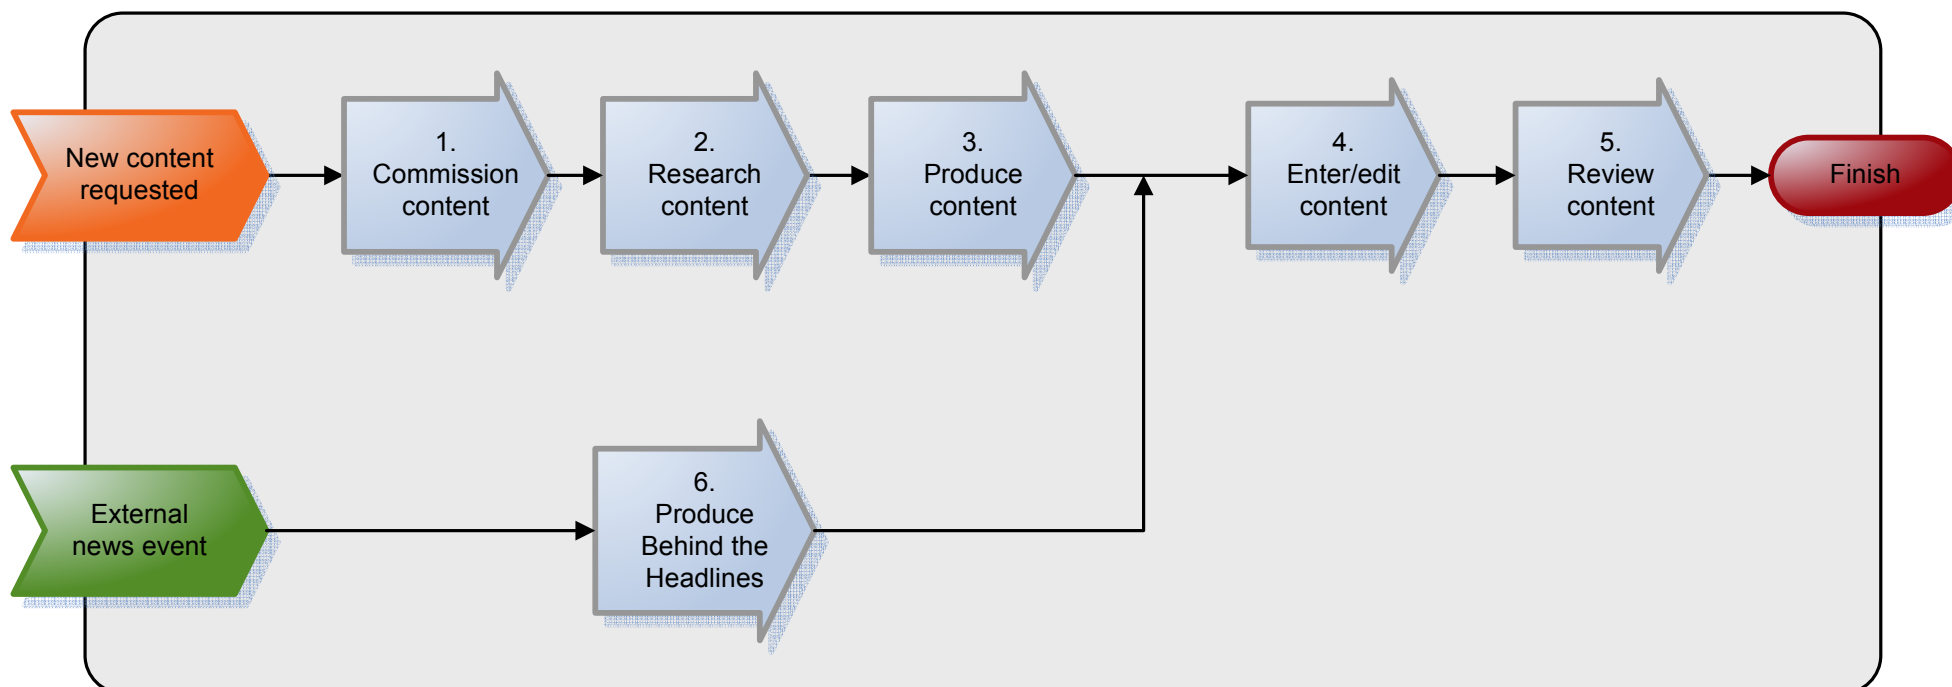 New content
requested
1.
Commission
content
2.
Research
content
3.
Produce
content
4.
Enter/edit
content
5.
Review
content
Finish
External
news event
6.
Produce
Behind the
Headlines